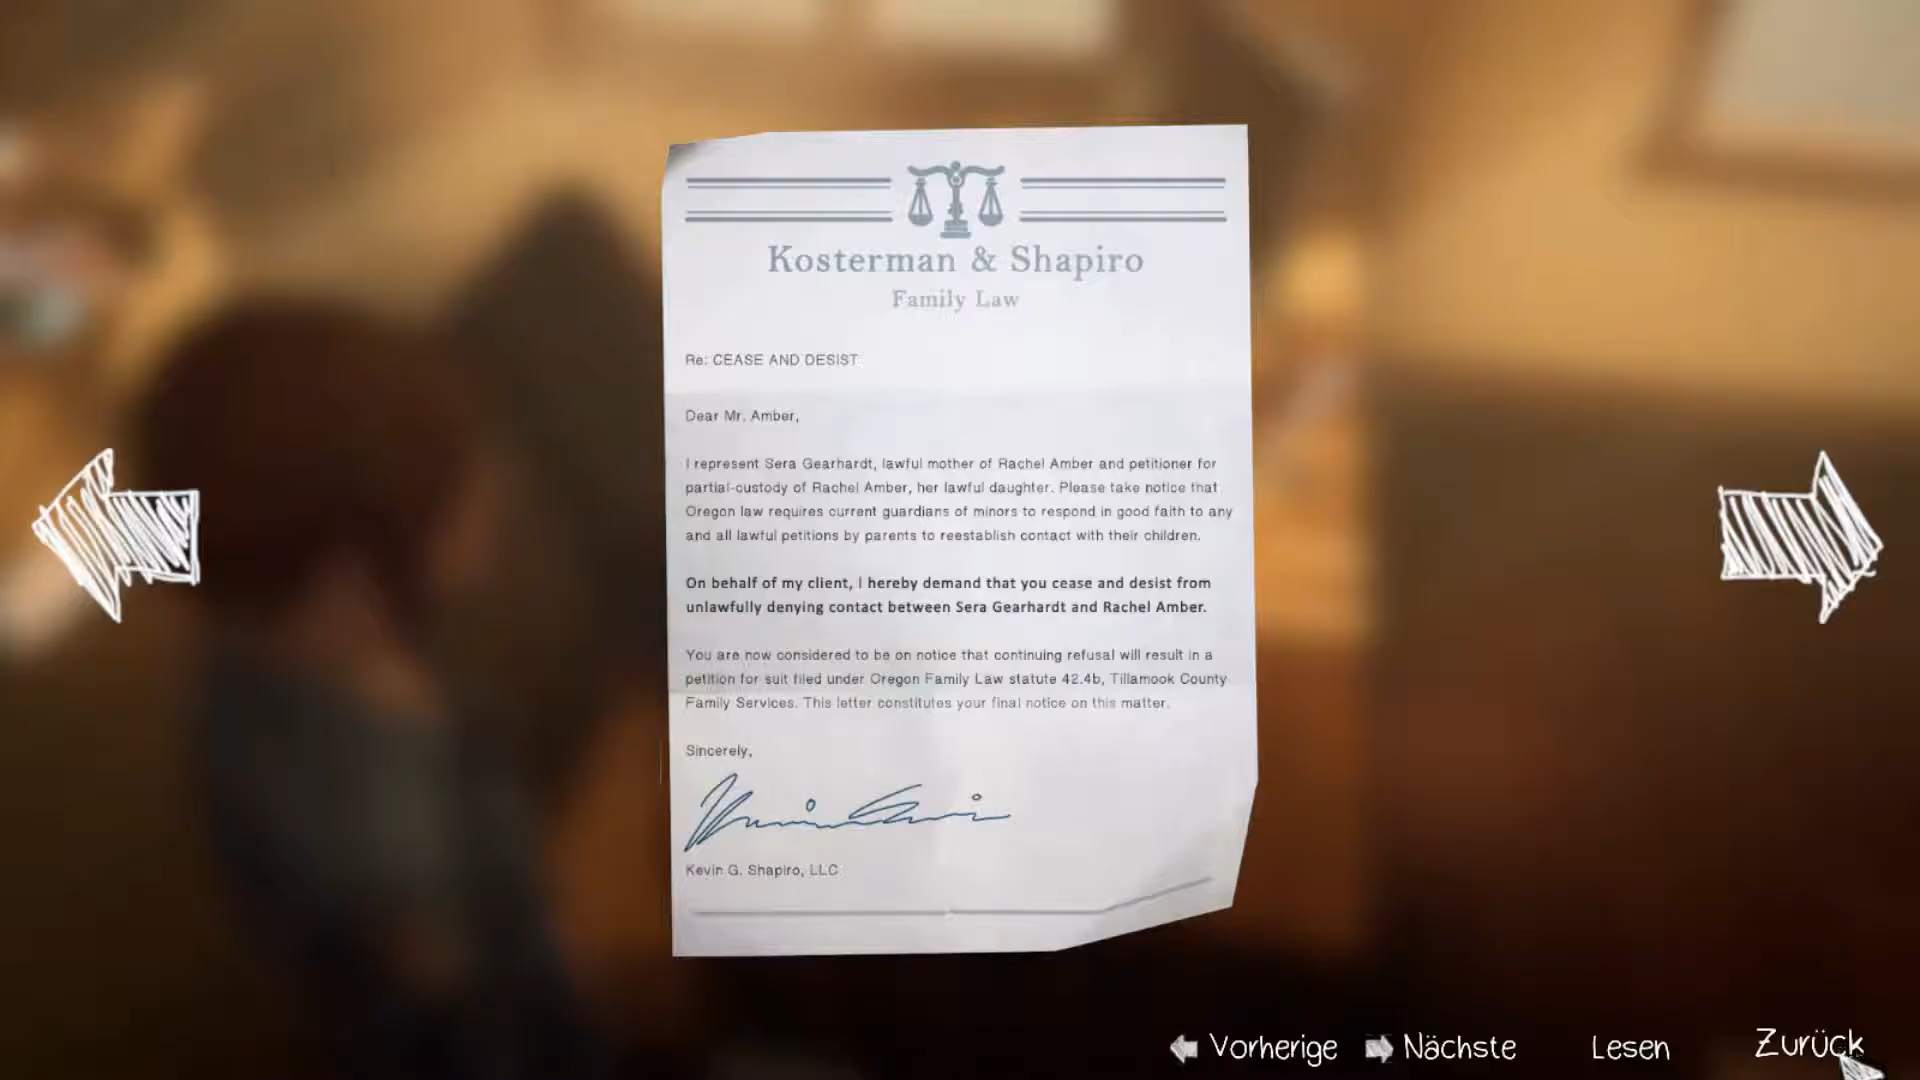 Kosterman & Shapiro
Family Law
Re: CEASE AND DESIST
Dear Mr. Amber,
I represent Sera Gearhardt, lawful mother of Rachel Amber and petitioner for
partial-custody of Rachel Amber, her lawful daughter. Please take notice that
Oregon law requires current guardians of minors to respond in good faith to any
and all lawful petitions by parents to reestablish contact with their children.
On behalf of my client, I hereby demand that you cease and desist from
unlawfully denying contact between Sera Gearhardt and Rachel Amber.
You are now considered to be on notice that continuing refusal will result in a
petition for suit filed under Oregon Family Law statute 42.4b, Tillamook County
Family Services. This letter constitutes your final notice on this matter.
Sincerely,
Kevin G. Shapiro, LLC
Vorherige Nächste Lesen Zurück